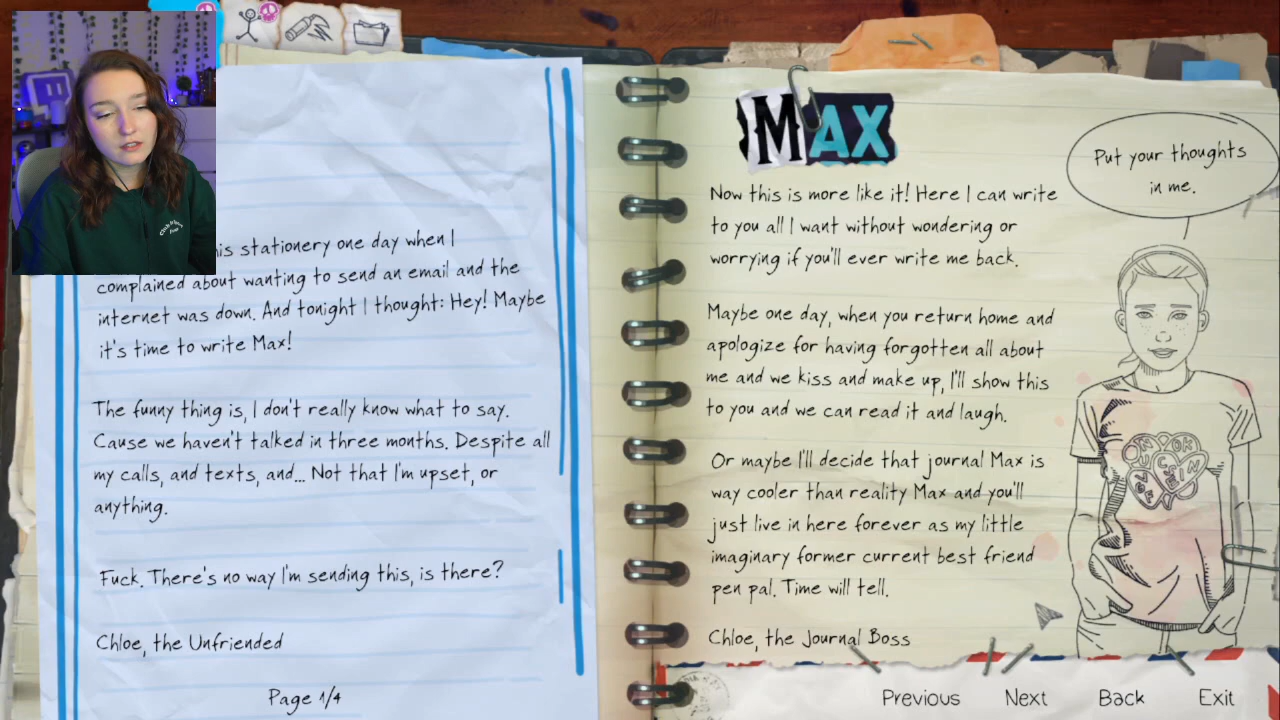 MAX
Put your thoughts
in me.
his stationery one day when I
complained about wanting to send an email and the
internet was down. And tonight I thought: Hey! Maybe
it's time to write Max!
The funny thing is, I don't really know what to say.
Cause we haven't talked in three months. Despite all
my calls, and texts, and... Not that I'm upset, or
anything.
Fuck. There's no way I'm sending this, is there?
Chloe, the Unfriended
Page 1/4
Now this is more like it! Here I can write
to you all I want without wondering or
worrying if you'll ever write me back.
Maybe one day, when you return home and
apologize for having forgotten all about
me and we kiss and make up, I'll show this
to you and we can read it and laugh.
Or maybe I'll decide that journal Max is
way cooler than reality Max and you'll
just live in here forever as my little
imaginary former current best friend
pen pal. Time will tell.
Chloe, the Journal Boss
Previous
Next
Back
Exit